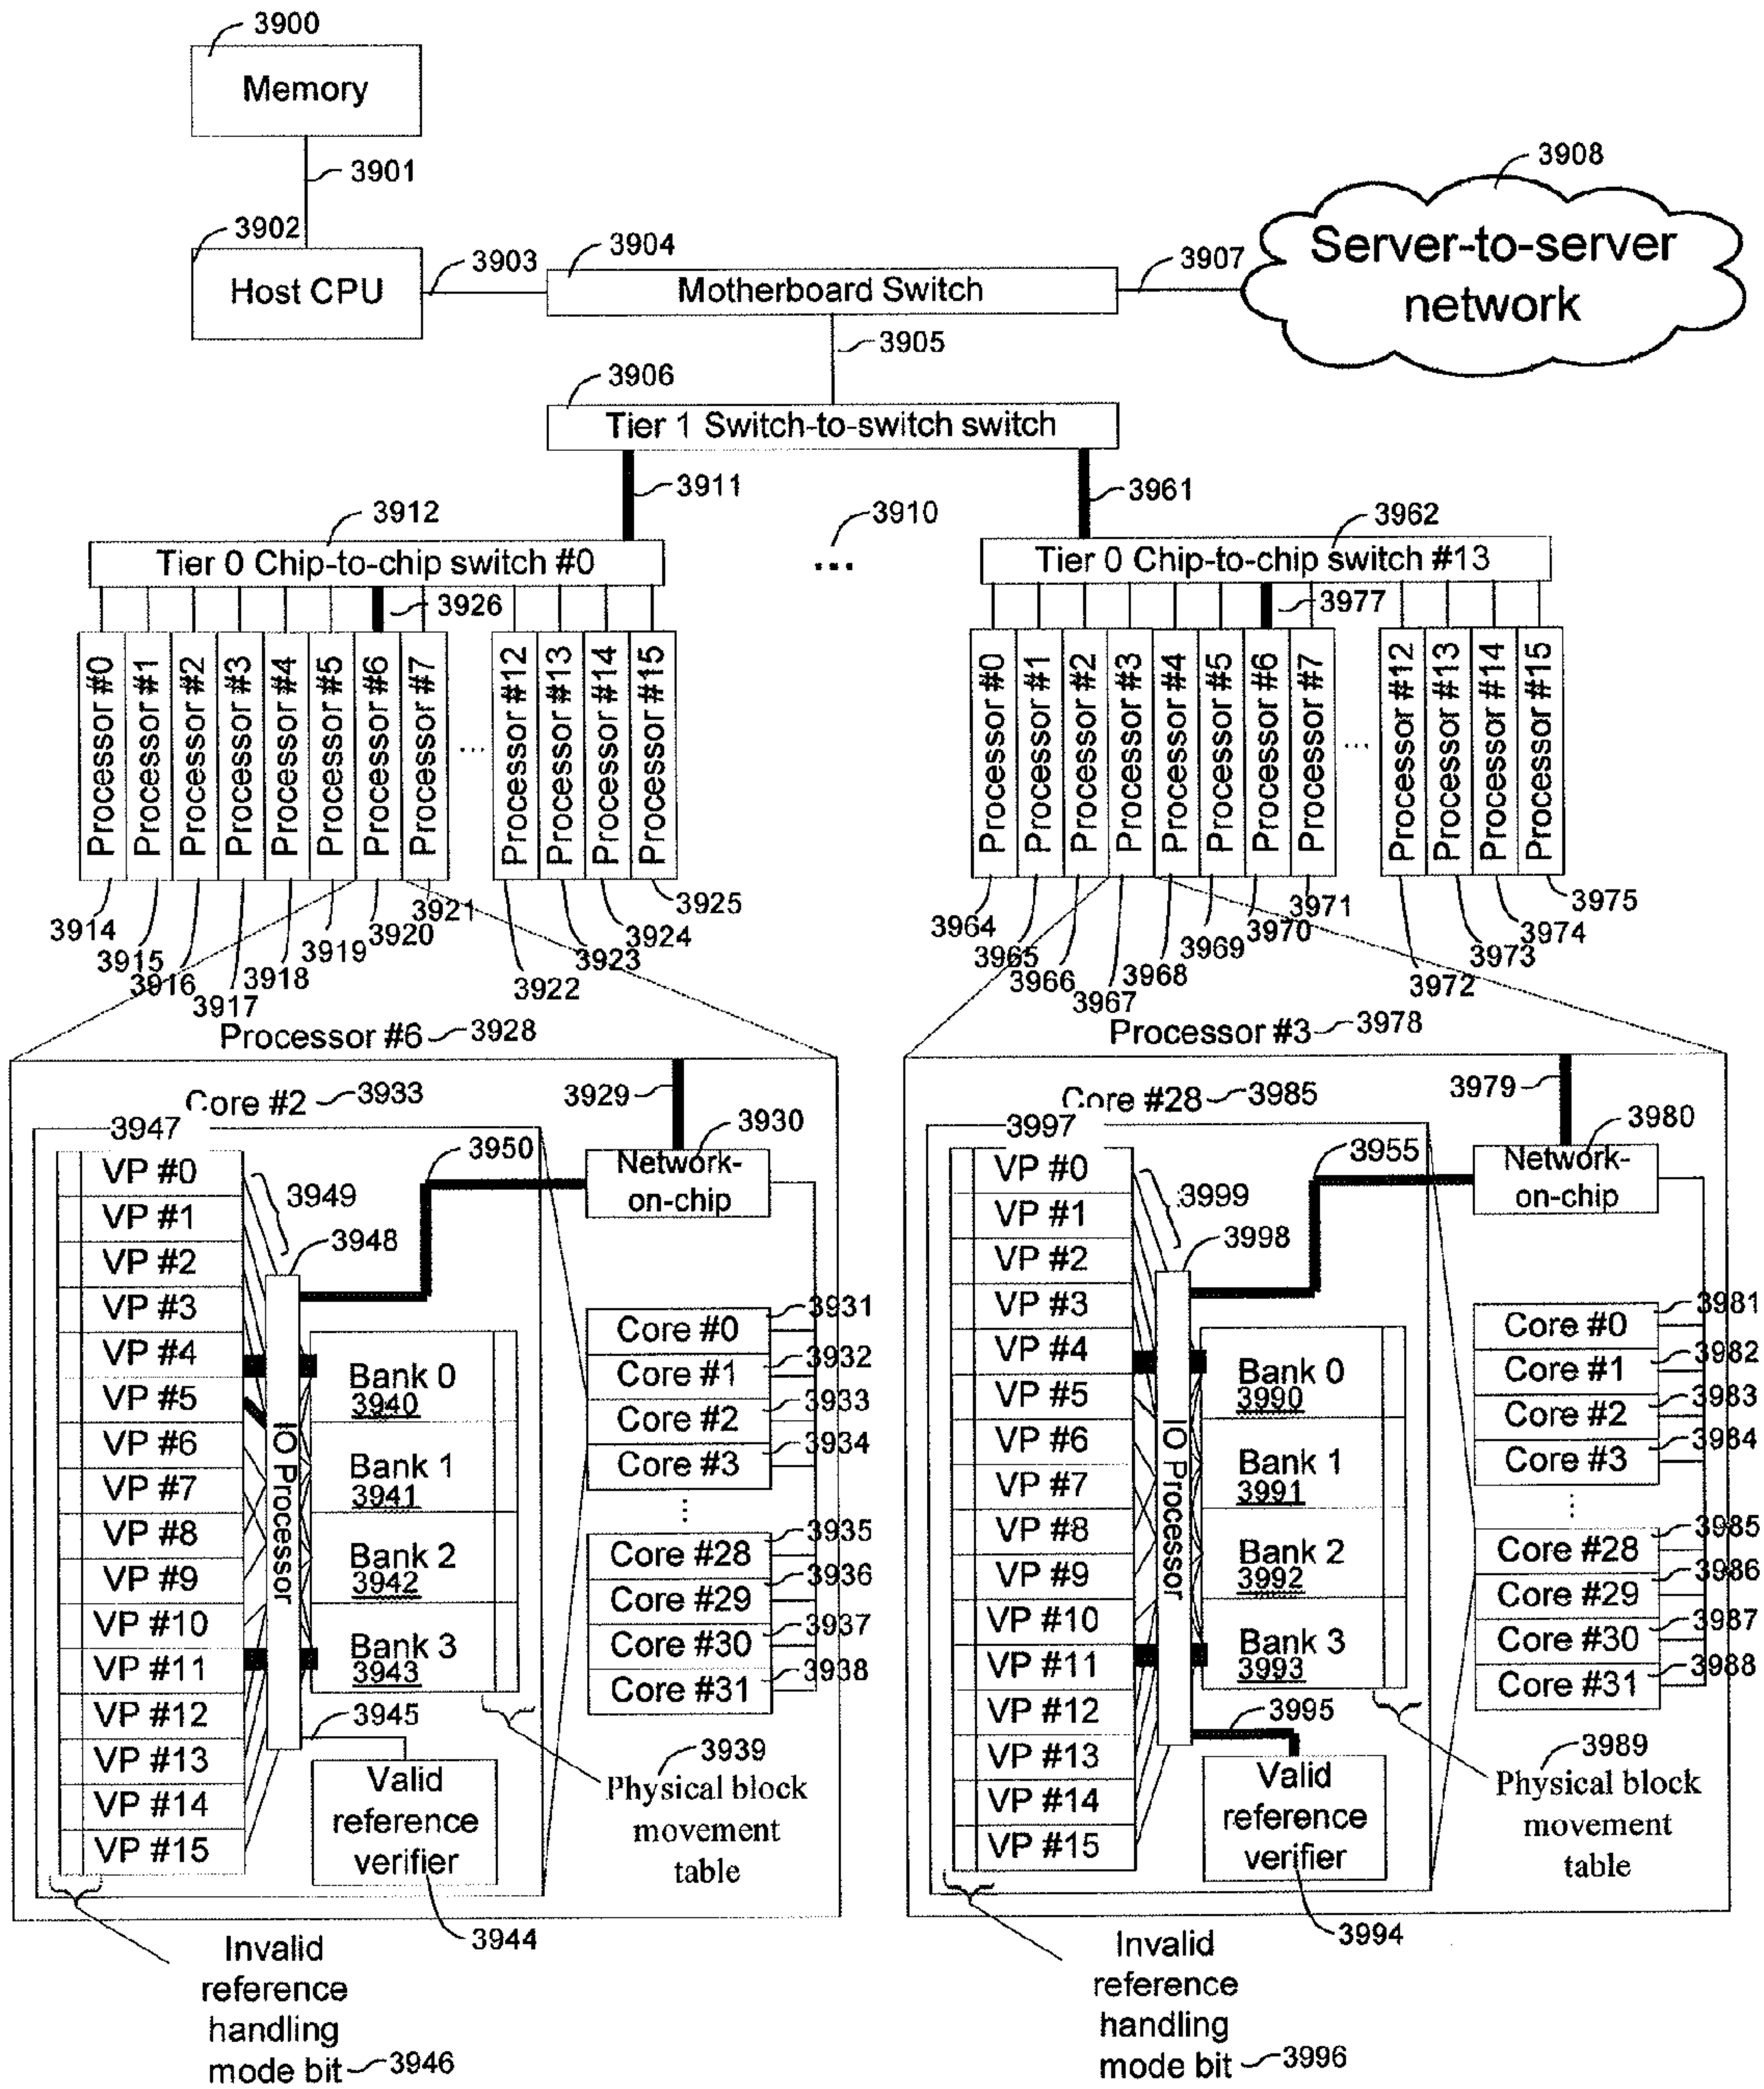 3900
Memory
3901
3902
Host CPU
3903
3904
Motherboard Switch
3907
3908
Server-to-server
network
3905
3906
Tier 1 Switch-to-switch switch
3911
3910
3961
3912
Tier 0 Chip-to-chip switch #0
...
3962
Tier 0 Chip-to-chip switch #13
3926
3977
Processor #0
Processor #1
Processor #2
Processor #3
Processor #4
Processor #5
Processor #6
Processor #7
...
Processor #12
Processor #13
Processor #14
Processor #15
Processor #0
Processor #1
Processor #2
Processor #3
Processor #4
Processor #5
Processor #6
Processor #7
...
Processor #12
Processor #13
Processor #14
Processor #15
3914
3915
3916
3917
3918
3919
3920
3921
3922
3923
3924
3925
3964
3965
3966
3967
3968
3969
3970
3971
3972
3973
3974
3975
Processor #6 3928
Core #2 3933
3929
3930
Network-
on-chip
3947
3950
3949
3948
VP #0
VP #1
VP #2
VP #3
VP #4
VP #5
VP #6
VP #7
VP #8
VP #9
VP #10
VP #11
VP #12
VP #13
VP #14
VP #15
IO Processor
Bank 0
3940
Bank 1
3941
Bank 2
3942
Bank 3
3943
3931
Core #0
3932
Core #1
3933
Core #2
3934
Core #3
...
3935
Core #28
3936
Core #29
3937
Core #30
3938
Core #31
3945
Valid
reference
verifier
3944
3939
Physical block
movement
table
Invalid
reference
handling
mode bit 3946
Processor #3 3978
Core #28 3985
3979
3980
Network-
on-chip
3997
3955
3999
3998
VP #0
VP #1
VP #2
VP #3
VP #4
VP #5
VP #6
VP #7
VP #8
VP #9
VP #10
VP #11
VP #12
VP #13
VP #14
VP #15
IO Processor
Bank 0
3990
Bank 1
3991
Bank 2
3992
Bank 3
3993
3981
Core #0
3982
Core #1
3983
Core #2
3984
Core #3
...
3985
Core #28
3986
Core #29
3987
Core #30
3988
Core #31
3995
Valid
reference
verifier
3994
3989
Physical block
movement
table
Invalid
reference
handling
mode bit 3996